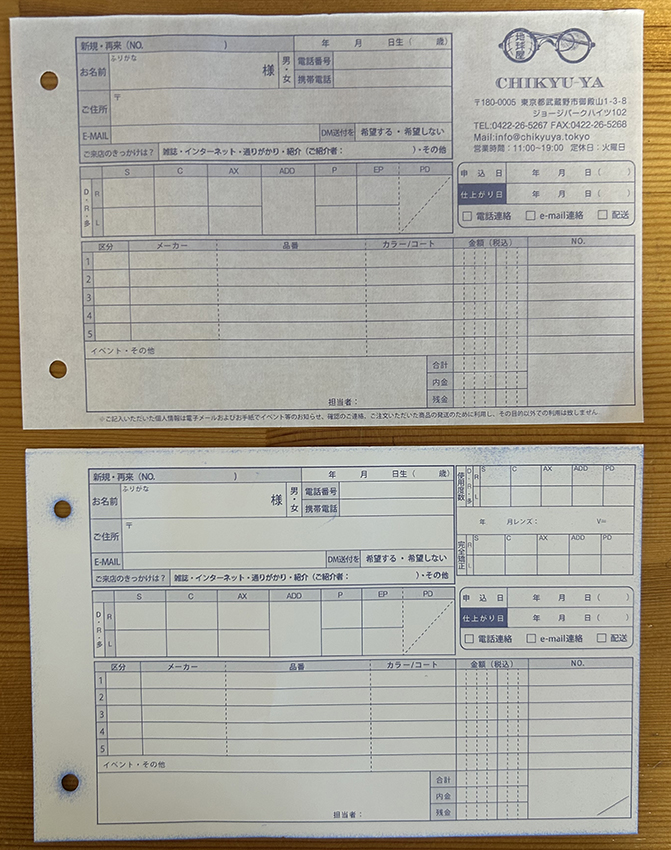 新規・再来（NO.　　　）　　年　月　日生（　歳）
お名前　ふりがな　様　男・女　電話番号
携帯電話
ご住所　〒
E-MAIL　DM送付を　希望する・希望しない
ご来店のきっかけは？　雑誌・インターネット・通りがかり・紹介（ご紹介者：　　　）・その他
地球屋
CHIKYU-YA
〒180-0005 東京都武蔵野市御殿山1-3-8
ジョージパークハイツ102
TEL:0422-26-5267 FAX:0422-26-5268
Mail:info@chikyuya.tokyo
営業時間：11:00~19:00　定休日：火曜日
S　C　AX　ADD　P　EP　PD
D・R・多　R
L
申込日　年　月　日（　）
仕上がり日　年　月　日（　）
□ 電話連絡　□ e-mail連絡　□ 配送
区分　メーカー　品番　カラー/コート　金額（税込）　NO.
1
2
3
4
5
イベント・その他
合計
内金
担当者：　残金
※ご記入いただいた個人情報は電子メールおよびお手紙でイベント等のお知らせ、確認のご連絡、ご注文いただいた商品の発送のために利用し、その目的以外での利用は致しません。
新規・再来（NO.　　　）　　年　月　日生（　歳）
お名前　ふりがな　様　男・女　電話番号
携帯電話
ご住所　〒
E-MAIL　DM送付を　希望する・希望しない
ご来店のきっかけは？　雑誌・インターネット・通りがかり・紹介（ご紹介者：　　　）・その他
使用度数　D・R・多　S　C　AX　ADD　PD
R
L
年　月レンズ：　V=
完全矯正　S　C　AX　ADD　PD
R
L
S　C　AX　ADD　P　EP　PD
D・R・多　R
L
申込日　年　月　日（　）
仕上がり日　年　月　日（　）
□ 電話連絡　□ e-mail連絡　□ 配送
区分　メーカー　品番　カラー/コート　金額（税込）　NO.
1
2
3
4
5
イベント・その他
合計
内金
担当者：　残金